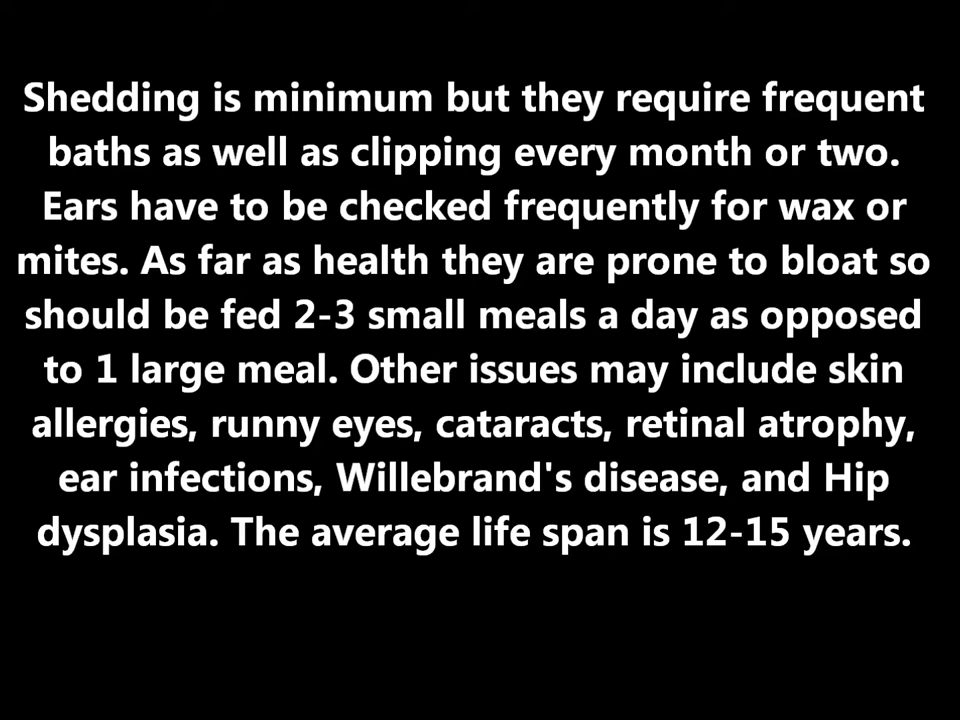 Shedding is minimum but they require frequent
baths as well as clipping every month or two.
Ears have to be checked frequently for wax or
mites. As far as health they are prone to bloat so
should be fed 2-3 small meals a day as opposed
to 1 large meal. Other issues may include skin
allergies, runny eyes, cataracts, retinal atrophy,
ear infections, Willebrand's disease, and Hip
dysplasia. The average life span is 12-15 years.